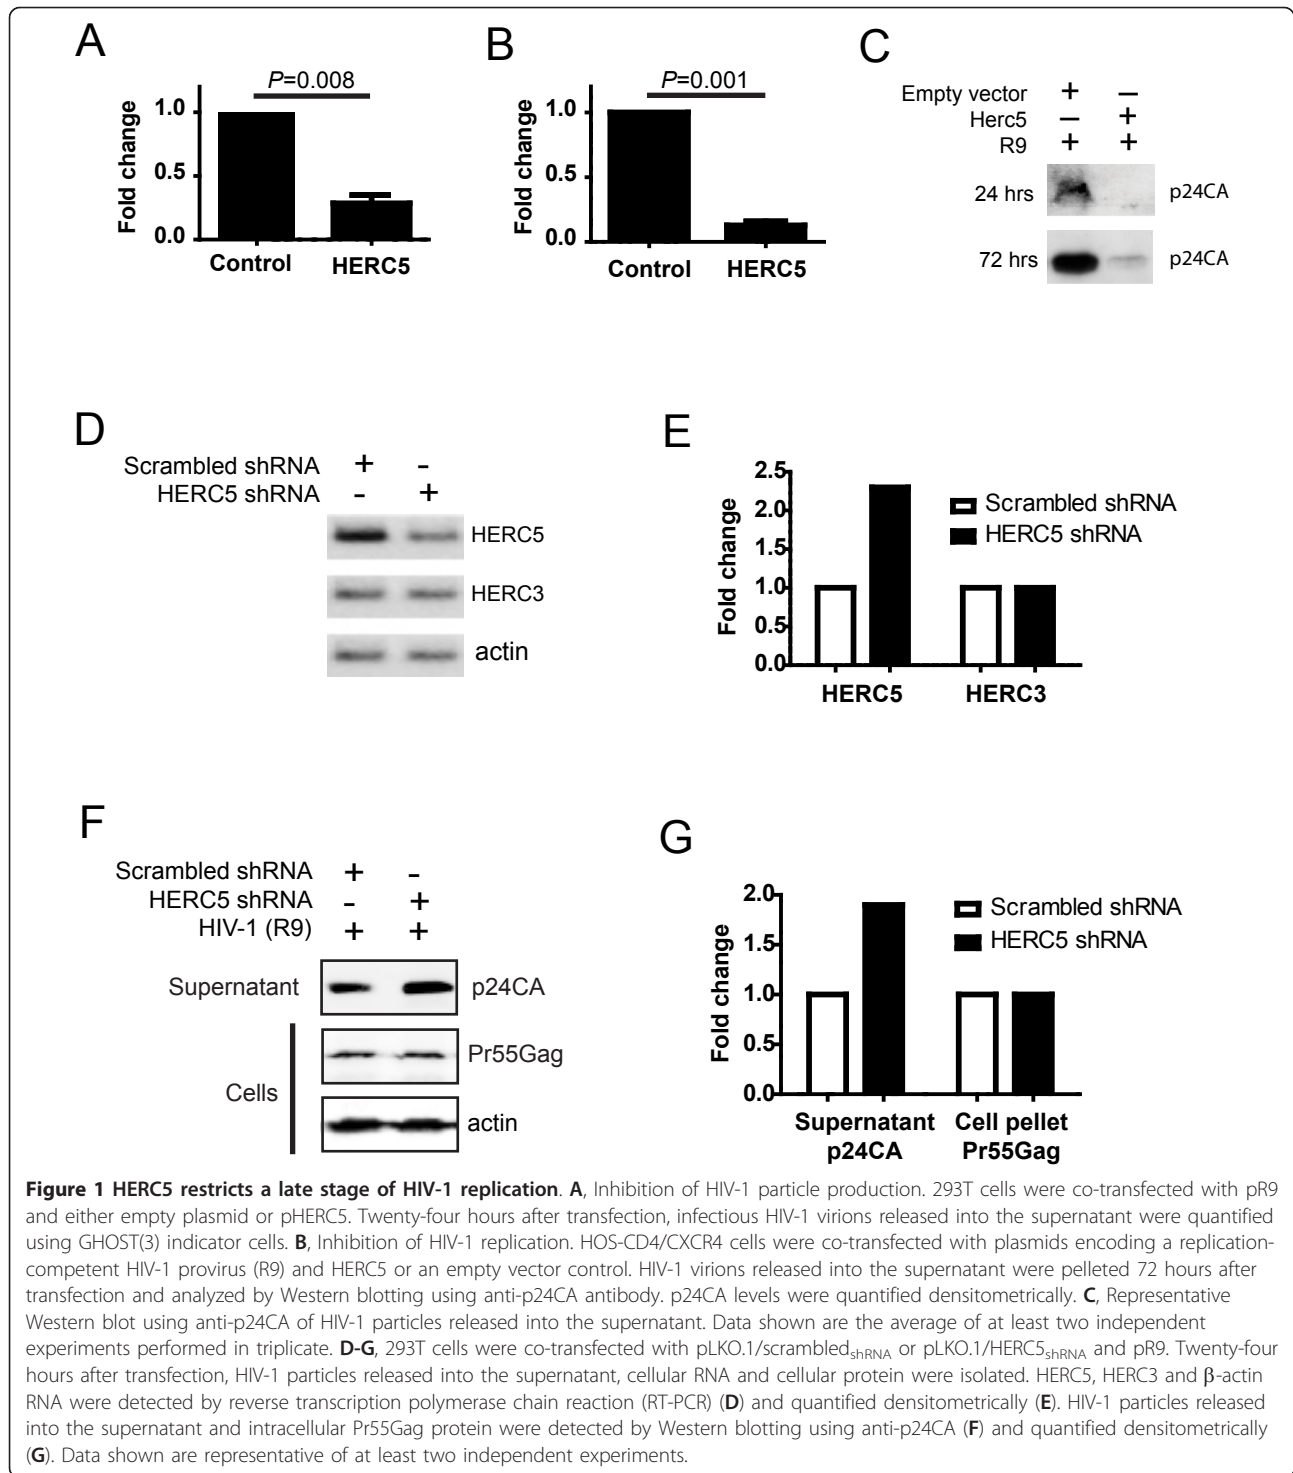 A
P=0.008
Fold change
1.0
0.5
0.0
Control HERC5
B
P=0.001
Fold change
1.0
0.5
0.0
Control HERC5
C
Empty vector + –
Herc5 – +
R9 + +
24 hrs p24CA
72 hrs p24CA
D
Scrambled shRNA + -
HERC5 shRNA - +
HERC5
HERC3
actin
E
Fold change
2.5
2.0
1.5
1.0
0.5
0.0
Scrambled shRNA
HERC5 shRNA
HERC5 HERC3
F
Scrambled shRNA + -
HERC5 shRNA - +
HIV-1 (R9) + +
Supernatant p24CA
Cells
Pr55Gag
actin
G
Fold change
2.0
1.5
1.0
0.5
0.0
Scrambled shRNA
HERC5 shRNA
Supernatant Cell pellet
p24CA Pr55Gag
Figure 1 HERC5 restricts a late stage of HIV-1 replication. A, Inhibition of HIV-1 particle production. 293T cells were co-transfected with pR9
and either empty plasmid or pHERC5. Twenty-four hours after transfection, infectious HIV-1 virions released into the supernatant were quantified
using GHOST(3) indicator cells. B, Inhibition of HIV-1 replication. HOS-CD4/CXCR4 cells were co-transfected with plasmids encoding a replication-
competent HIV-1 provirus (R9) and HERC5 or an empty vector control. HIV-1 virions released into the supernatant were pelleted 72 hours after
transfection and analyzed by Western blotting using anti-p24CA antibody. p24CA levels were quantified densitometrically. C, Representative
Western blot using anti-p24CA of HIV-1 particles released into the supernatant. Data shown are the average of at least two independent
experiments performed in triplicate. D-G, 293T cells were co-transfected with pLKO.1/scrambledshRNA or pLKO.1/HERC5shRNA and pR9. Twenty-four
hours after transfection, HIV-1 particles released into the supernatant, cellular RNA and cellular protein were isolated. HERC5, HERC3 and β-actin
RNA were detected by reverse transcription polymerase chain reaction (RT-PCR) (D) and quantified densitometrically (E). HIV-1 particles released
into the supernatant and intracellular Pr55Gag protein were detected by Western blotting using anti-p24CA (F) and quantified densitometrically
(G). Data shown are representative of at least two independent experiments.